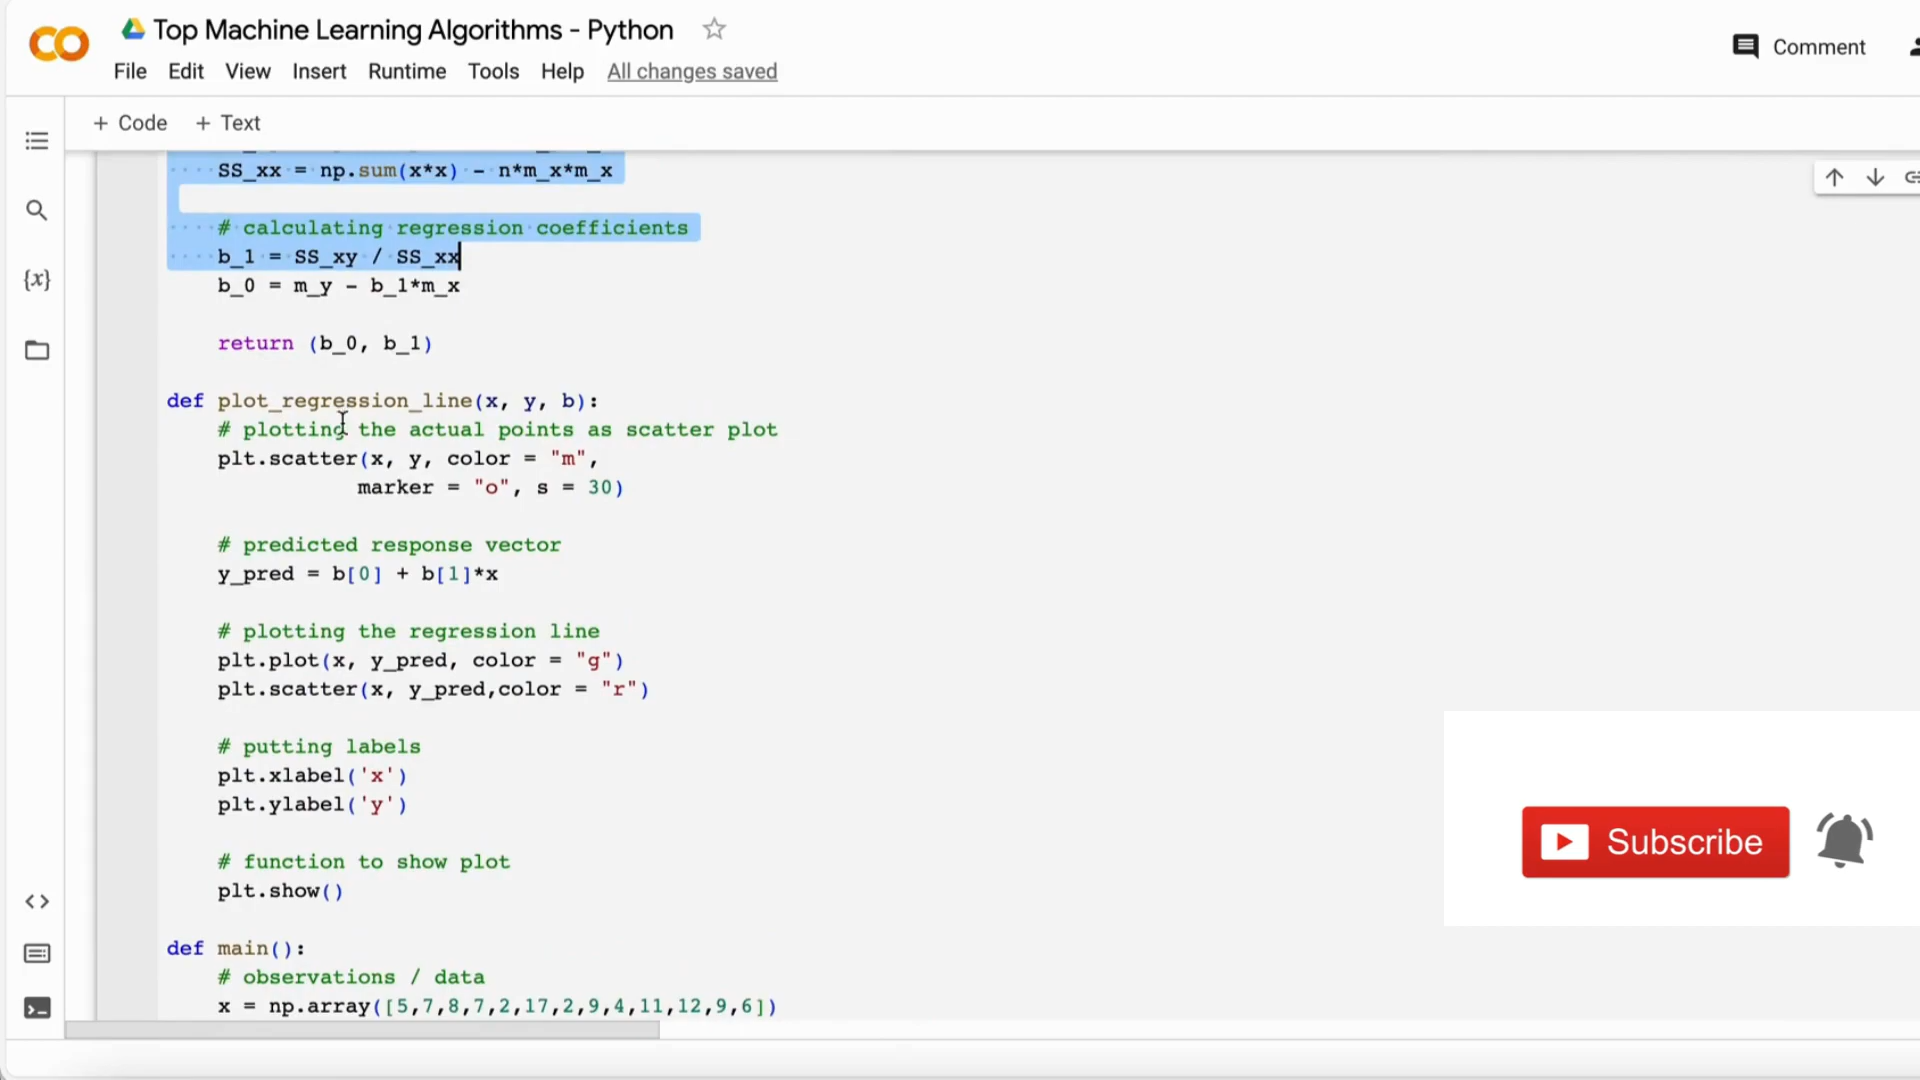 Top Machine Learning Algorithms - Python
File Edit View Insert Runtime Tools Help All changes saved
Comment
+ Code + Text
SS_xx = np.sum(x*x) - n*m_x*m_x
# calculating regression coefficients
b_1 = SS_xy / SS_xx
b_0 = m_y - b_1*m_x
return (b_0, b_1)
def plot_regression_line(x, y, b):
# plotting the actual points as scatter plot
plt.scatter(x, y, color = "m",
marker = "o", s = 30)
# predicted response vector
y_pred = b[0] + b[1]*x
# plotting the regression line
plt.plot(x, y_pred, color = "g")
plt.scatter(x, y_pred,color = "r")
# putting labels
plt.xlabel('x')
plt.ylabel('y')
# function to show plot
plt.show()
def main():
# observations / data
x = np.array([5,7,8,7,2,17,2,9,4,11,12,9,6])
Subscribe